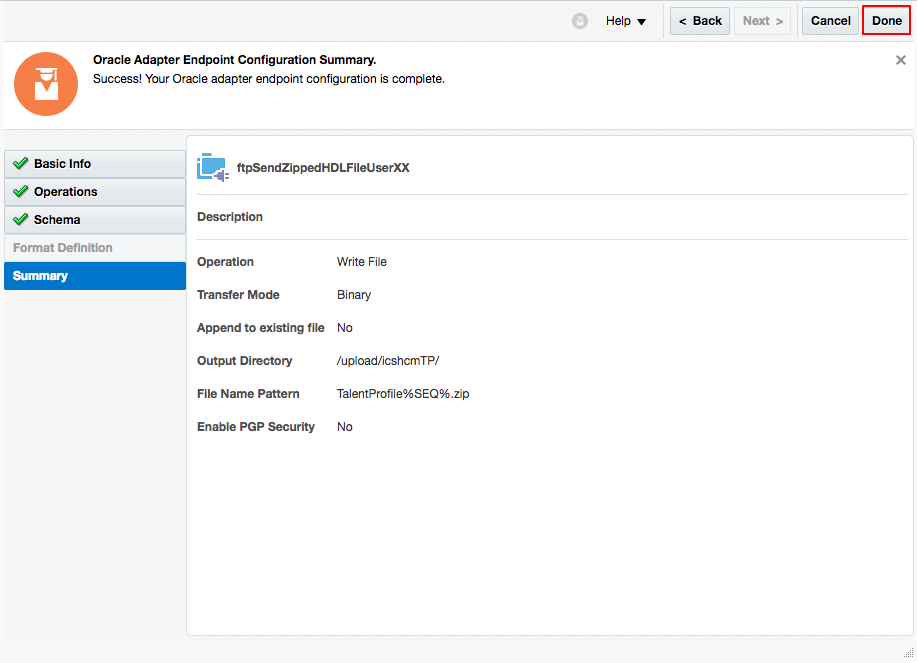 Help
< Back
Next >
Cancel
Done
Oracle Adapter Endpoint Configuration Summary.
Success! Your Oracle adapter endpoint configuration is complete.
Basic Info
Operations
Schema
Format Definition
Summary
ftpSendZippedHDLFileUserXX
Description
Operation Write File
Transfer Mode Binary
Append to existing file No
Output Directory /upload/icshcmTP/
File Name Pattern TalentProfile%SEQ%.zip
Enable PGP Security No